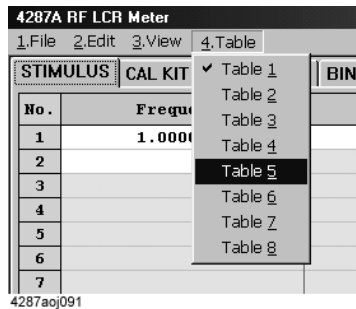 4287A RF LCR Meter
1.File 2.Edit 3.View 4.Table
STIMULUS CAL KIT BIN
✔ Table 1
Table 2
Table 3
Table 4
Table 5
Table 6
Table 7
Table 8
No. Frequ
1 1.0000
2
3
4
5
6
7
4287aoj091